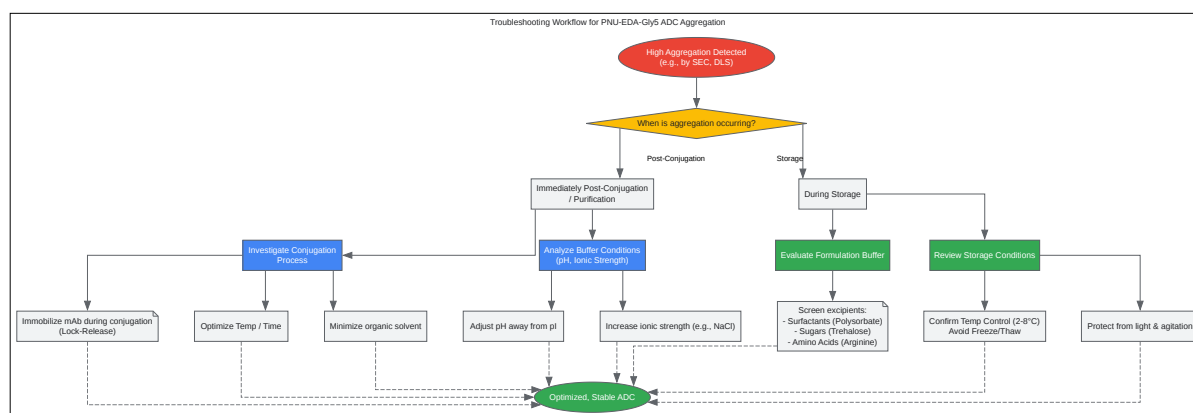 Troubleshooting Workflow for PNU-EDA-Gly5 ADC Aggregation
High Aggregation Detected
(e.g., by SEC, DLS)
When is aggregation occurring?
Post-Conjugation
Storage
Immediately Post-Conjugation
/ Purification
During Storage
Investigate Conjugation
Process
Analyze Buffer Conditions
(pH, Ionic Strength)
Evaluate Formulation Buffer
Review Storage Conditions
Immobilize mAb during conjugation
(Lock-Release)
Optimize Temp / Time
Minimize organic solvent
Adjust pH away from pI
Increase ionic strength (e.g., NaCl)
Screen excipients:
- Surfactants (Polysorbate)
- Sugars (Trehalose)
- Amino Acids (Arginine)
Confirm Temp Control (2-8°C)
Avoid Freeze/Thaw
Protect from light & agitation
Optimized, Stable ADC